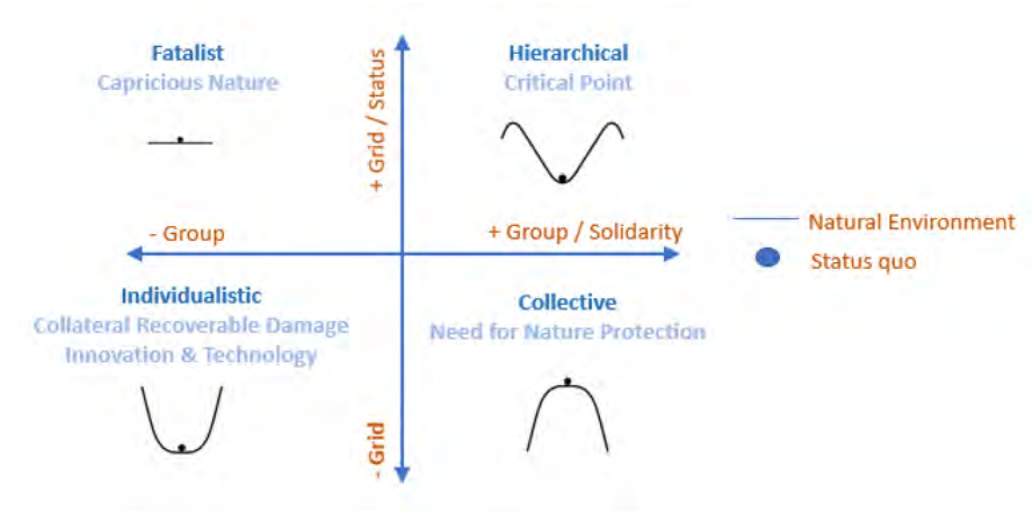 Fatalist
Capricious Nature
+ Grid / Status
Hierarchical
Critical Point
- Group
+ Group / Solidarity
Natural Environment
Status quo
Individualistic
Collateral Recoverable Damage
Innovation & Technology
- Grid
Collective
Need for Nature Protection